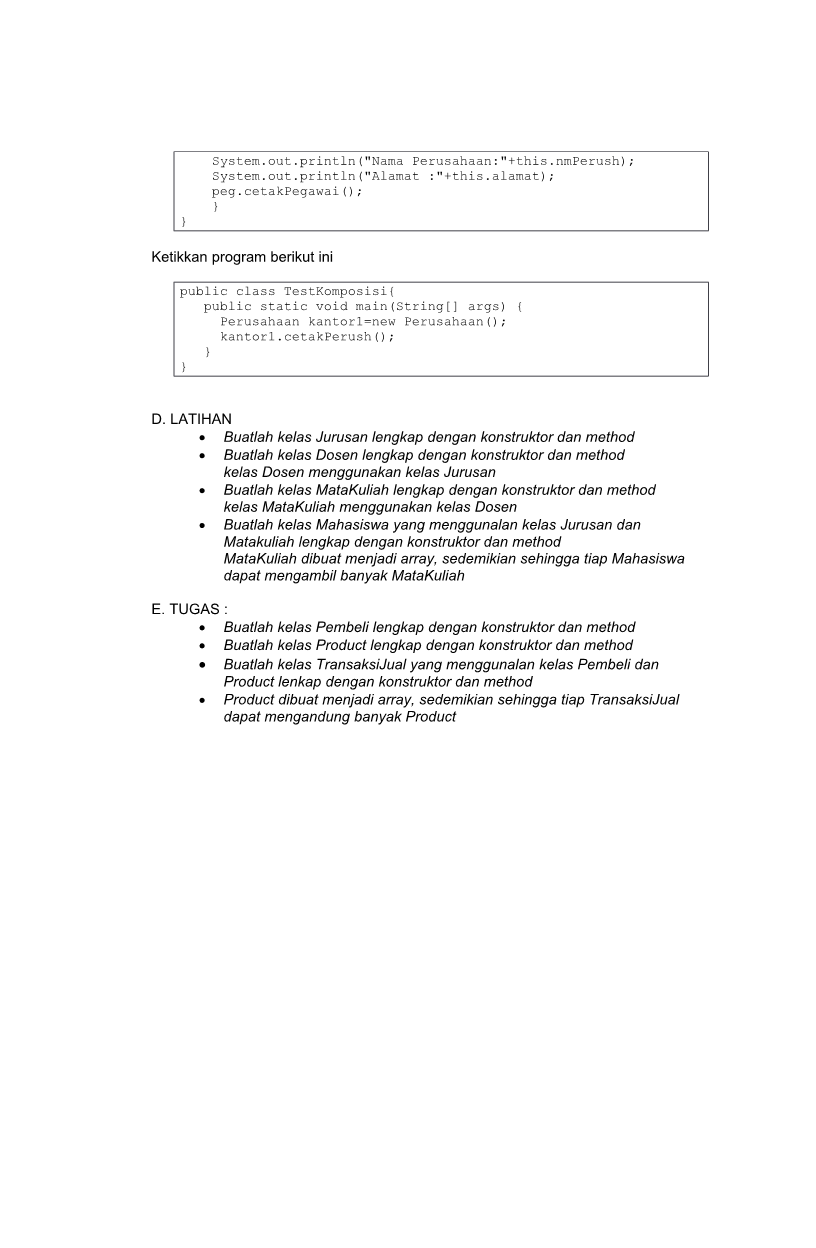 System.out.println("Nama Perusahaan:"+this.nmPerush);
System.out.println("Alamat :"+this.alamat);
peg.cetakPegawai();
}
}
Ketikkan program berikut ini
public class TestKomposisi{
public static void main(String[] args) {
Perusahaan kantor1=new Perusahaan();
kantor1.cetakPerush();
}
}
D. LATIHAN
• Buatlah kelas Jurusan lengkap dengan konstruktor dan method
• Buatlah kelas Dosen lengkap dengan konstruktor dan method
kelas Dosen menggunakan kelas Jurusan
• Buatlah kelas MataKuliah lengkap dengan konstruktor dan method
kelas MataKuliah menggunakan kelas Dosen
• Buatlah kelas Mahasiswa yang menggunalan kelas Jurusan dan
Matakuliah lengkap dengan konstruktor dan method
MataKuliah dibuat menjadi array, sedemikian sehingga tiap Mahasiswa
dapat mengambil banyak MataKuliah
E. TUGAS :
• Buatlah kelas Pembeli lengkap dengan konstruktor dan method
• Buatlah kelas Product lengkap dengan konstruktor dan method
• Buatlah kelas TransaksiJual yang menggunalan kelas Pembeli dan
Product lenkap dengan konstruktor dan method
• Product dibuat menjadi array, sedemikian sehingga tiap TransaksiJual
dapat mengandung banyak Product